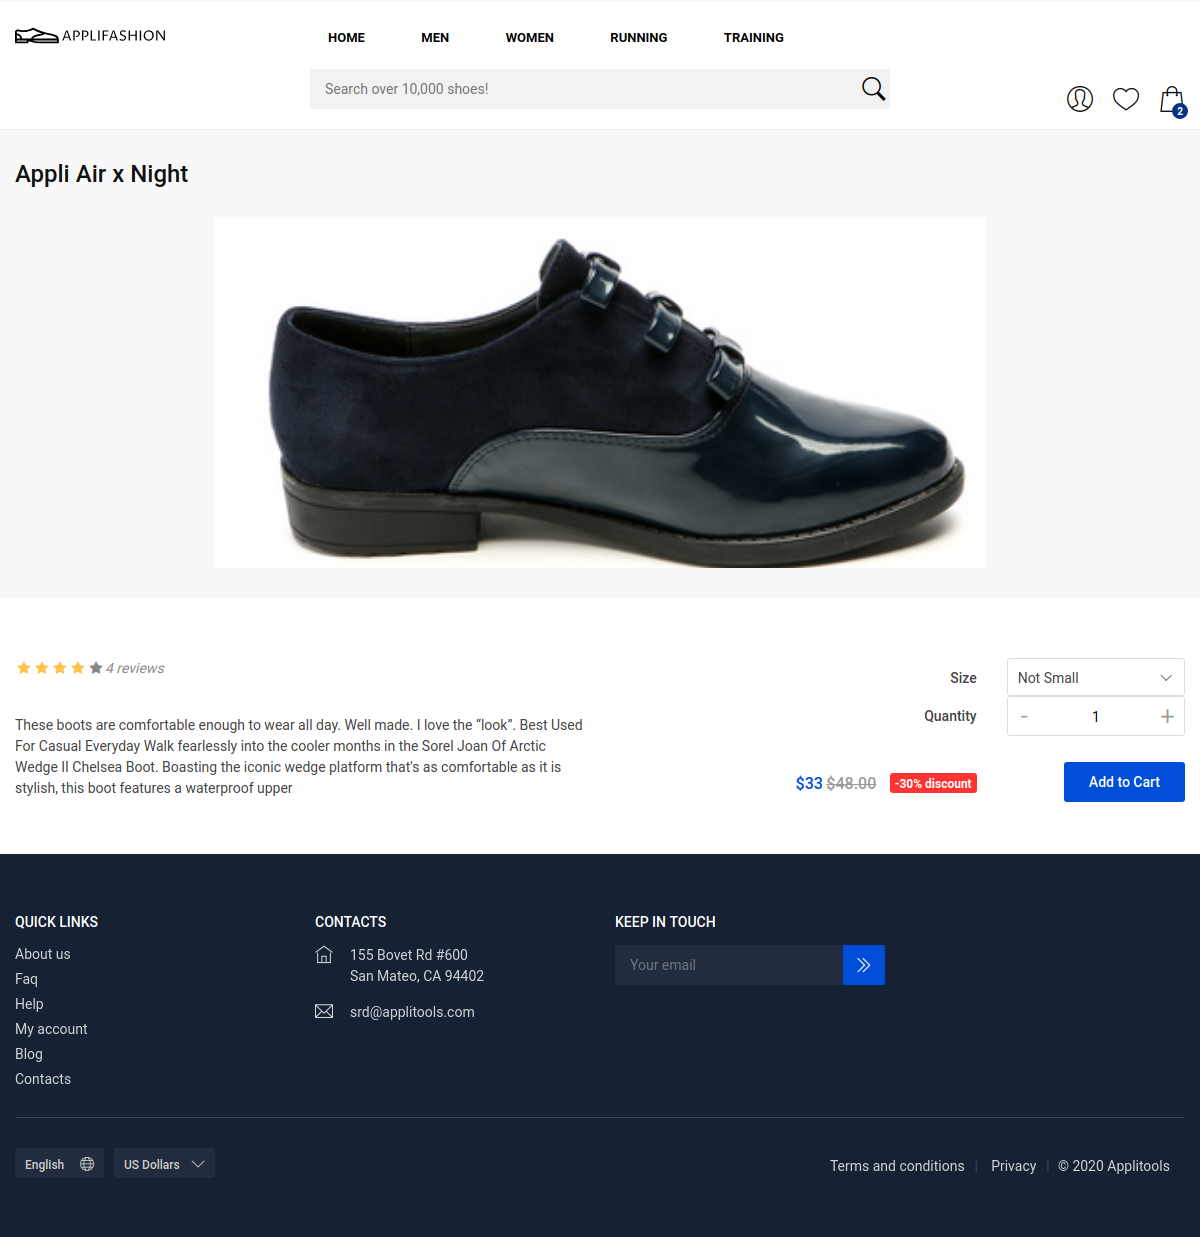 APPLIFASHION
HOME MEN WOMEN RUNNING TRAINING
Search over 10,000 shoes!
2
Appli Air x Night
4 reviews
These boots are comfortable enough to wear all day. Well made. I love the “look”. Best Used
For Casual Everyday Walk fearlessly into the cooler months in the Sorel Joan Of Arctic
Wedge II Chelsea Boot. Boasting the iconic wedge platform that's as comfortable as it is
stylish, this boot features a waterproof upper
Size Not Small
Quantity - 1 +
$33 $48.00 -30% discount Add to Cart
QUICK LINKS
About us
Faq
Help
My account
Blog
Contacts
CONTACTS
155 Bovet Rd #600
San Mateo, CA 94402
srd@applitools.com
KEEP IN TOUCH
Your email
English US Dollars
Terms and conditions | Privacy | © 2020 Applitools